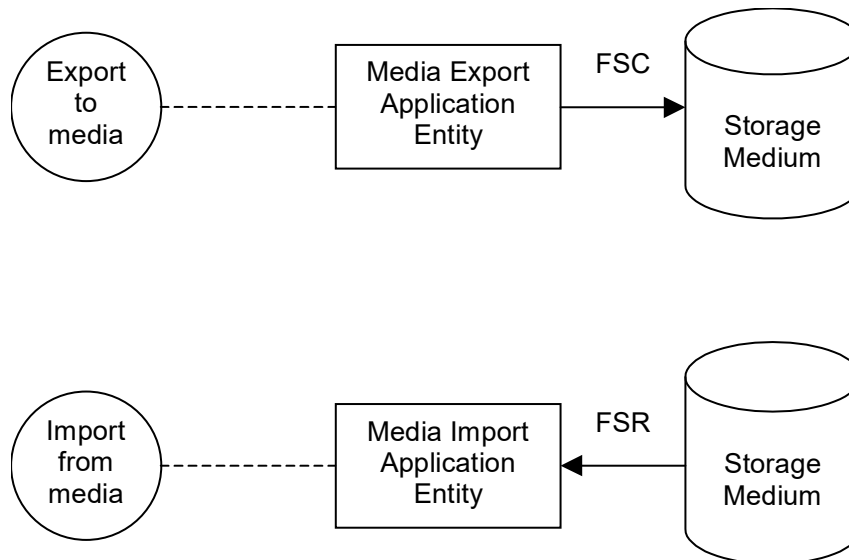 Export
to
media
Media Export
Application
Entity
FSC
Storage
Medium
Import
from
media
Media Import
Application
Entity
FSR
Storage
Medium